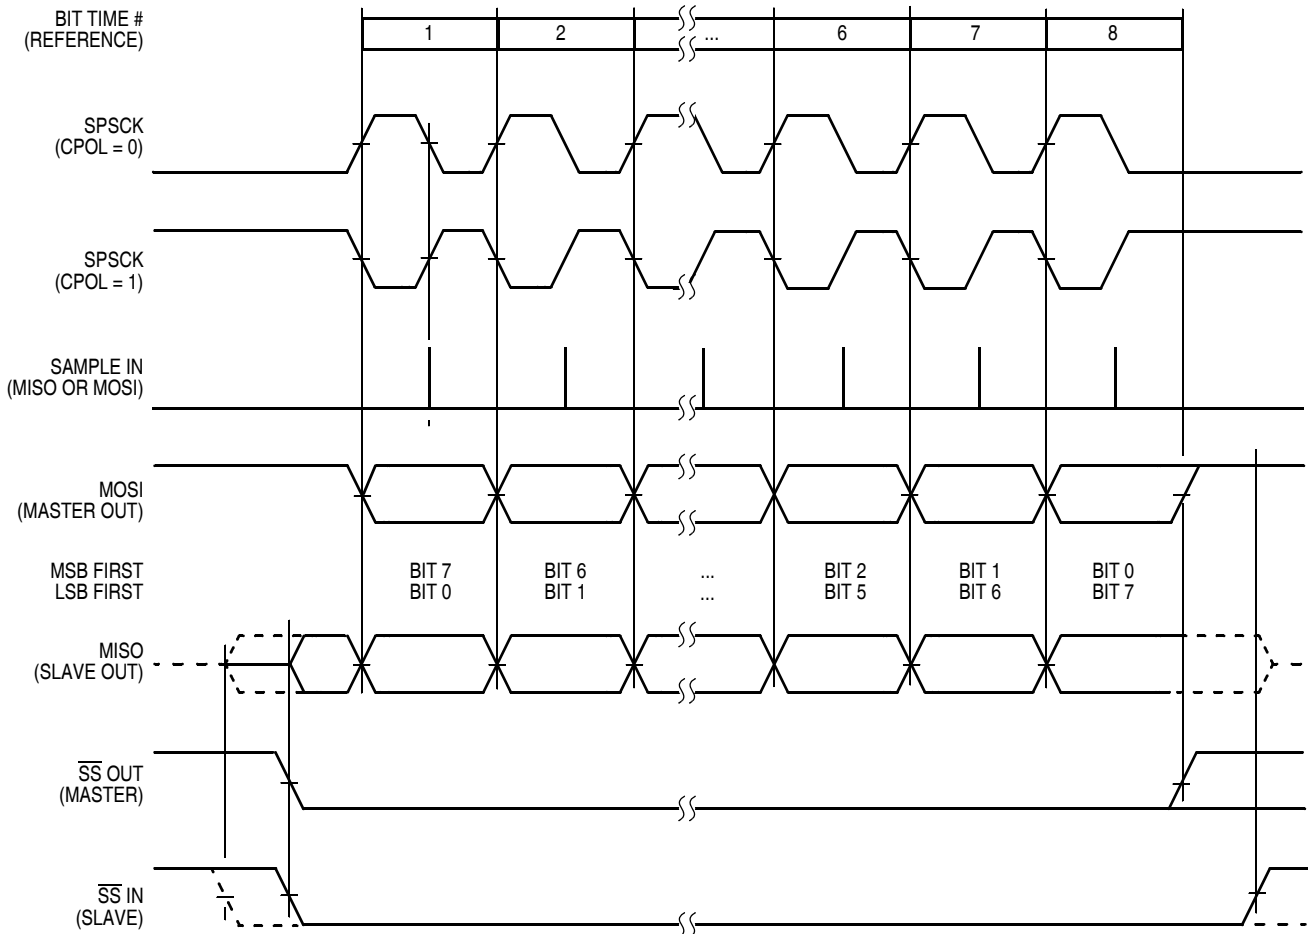 BIT TIME #
(REFERENCE)
1 2 ... 6 7 8
SPSCK
(CPOL = 0)
SPSCK
(CPOL = 1)
SAMPLE IN
(MISO OR MOSI)
MOSI
(MASTER OUT)
MSB FIRST BIT 7 BIT 6 ... BIT 2 BIT 1 BIT 0
LSB FIRST BIT 0 BIT 1 ... BIT 5 BIT 6 BIT 7
MISO
(SLAVE OUT)
S̅S̅ OUT
(MASTER)
S̅S̅ IN
(SLAVE)